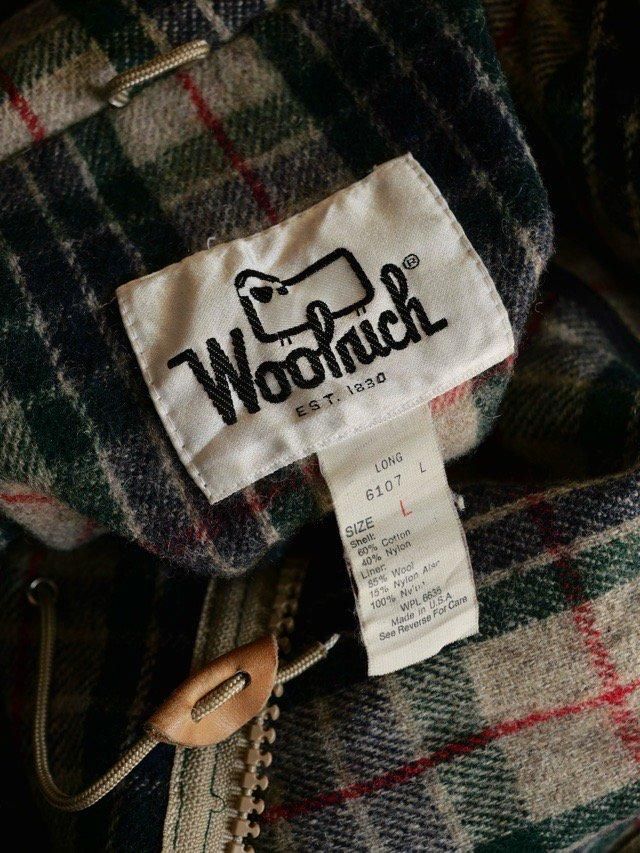 Woolrich®
EST. 1830
LONG
6107 L
SIZE L
Shell:
60% Cotton
40% Nylon
Liner:
85% Wool
15% Nylon
100% Nylon
WPL 6635
Made in U.S.A
See Reverse For Care